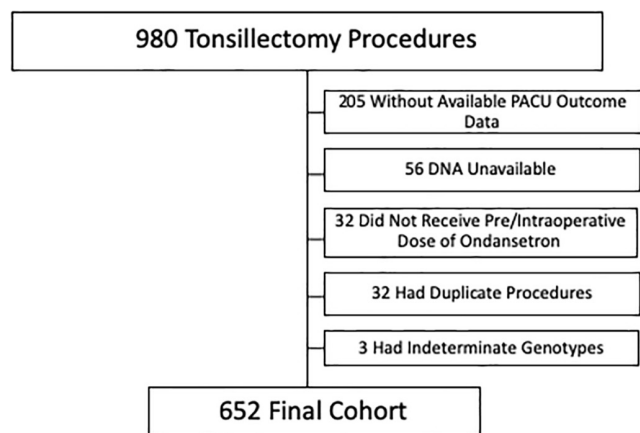 980 Tonsillectomy Procedures
205 Without Available PACU Outcome
Data
56 DNA Unavailable
32 Did Not Receive Pre/Intraoperative
Dose of Ondansetron
32 Had Duplicate Procedures
3 Had Indeterminate Genotypes
652 Final Cohort